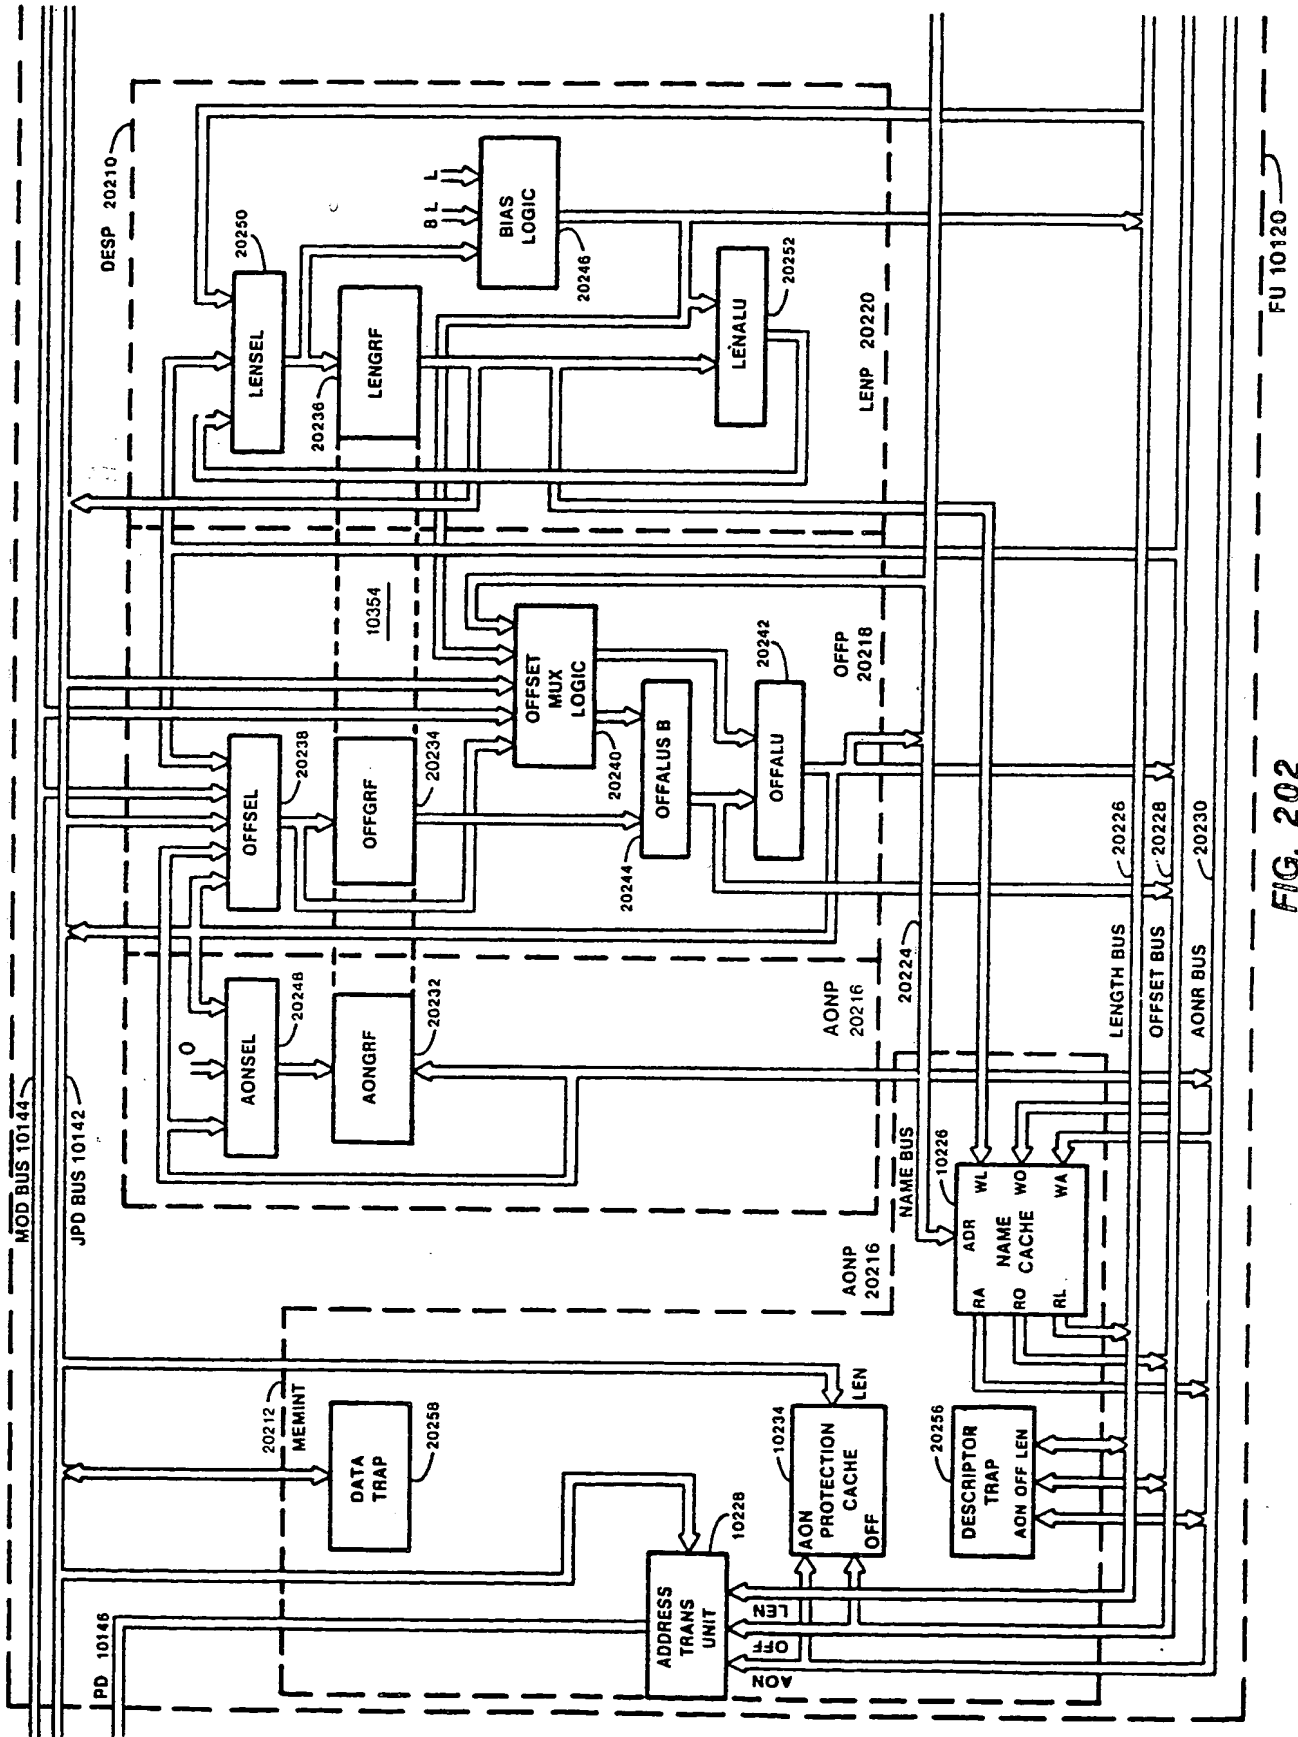 MOD BUS 10144
JPD BUS 10142
PD 10146
DESP 20210
20212
MEMINT
DATA
TRAP
20258
ADDRESS
TRANS
UNIT
10228
AON
OFF
LEN
10234
PROTECTION
CACHE
AON
OFF
LEN
20256
DESCRIPTOR
TRAP
AON OFF LEN
AONP
20216
NAME BUS
20224
10226
NAME
CACHE
ADR
RA
RO
RL
WL
WO
WA
AONP
20216
O
AONSEL
20248
AONGRF
20232
OFFSEL
20238
OFFGRF
20234
10354
OFFSET
MUX
LOGIC
20240
OFFALUS B
20244
OFFALU
20242
OFFP
20218
LENSEL
20250
LENGRF
20236
B L
L
BIAS
LOGIC
20246
LENALU
20252
LENP 20220
LENGTH BUS
20226
OFFSET BUS
20228
AONR BUS
20230
FU 10120
FIG. 202